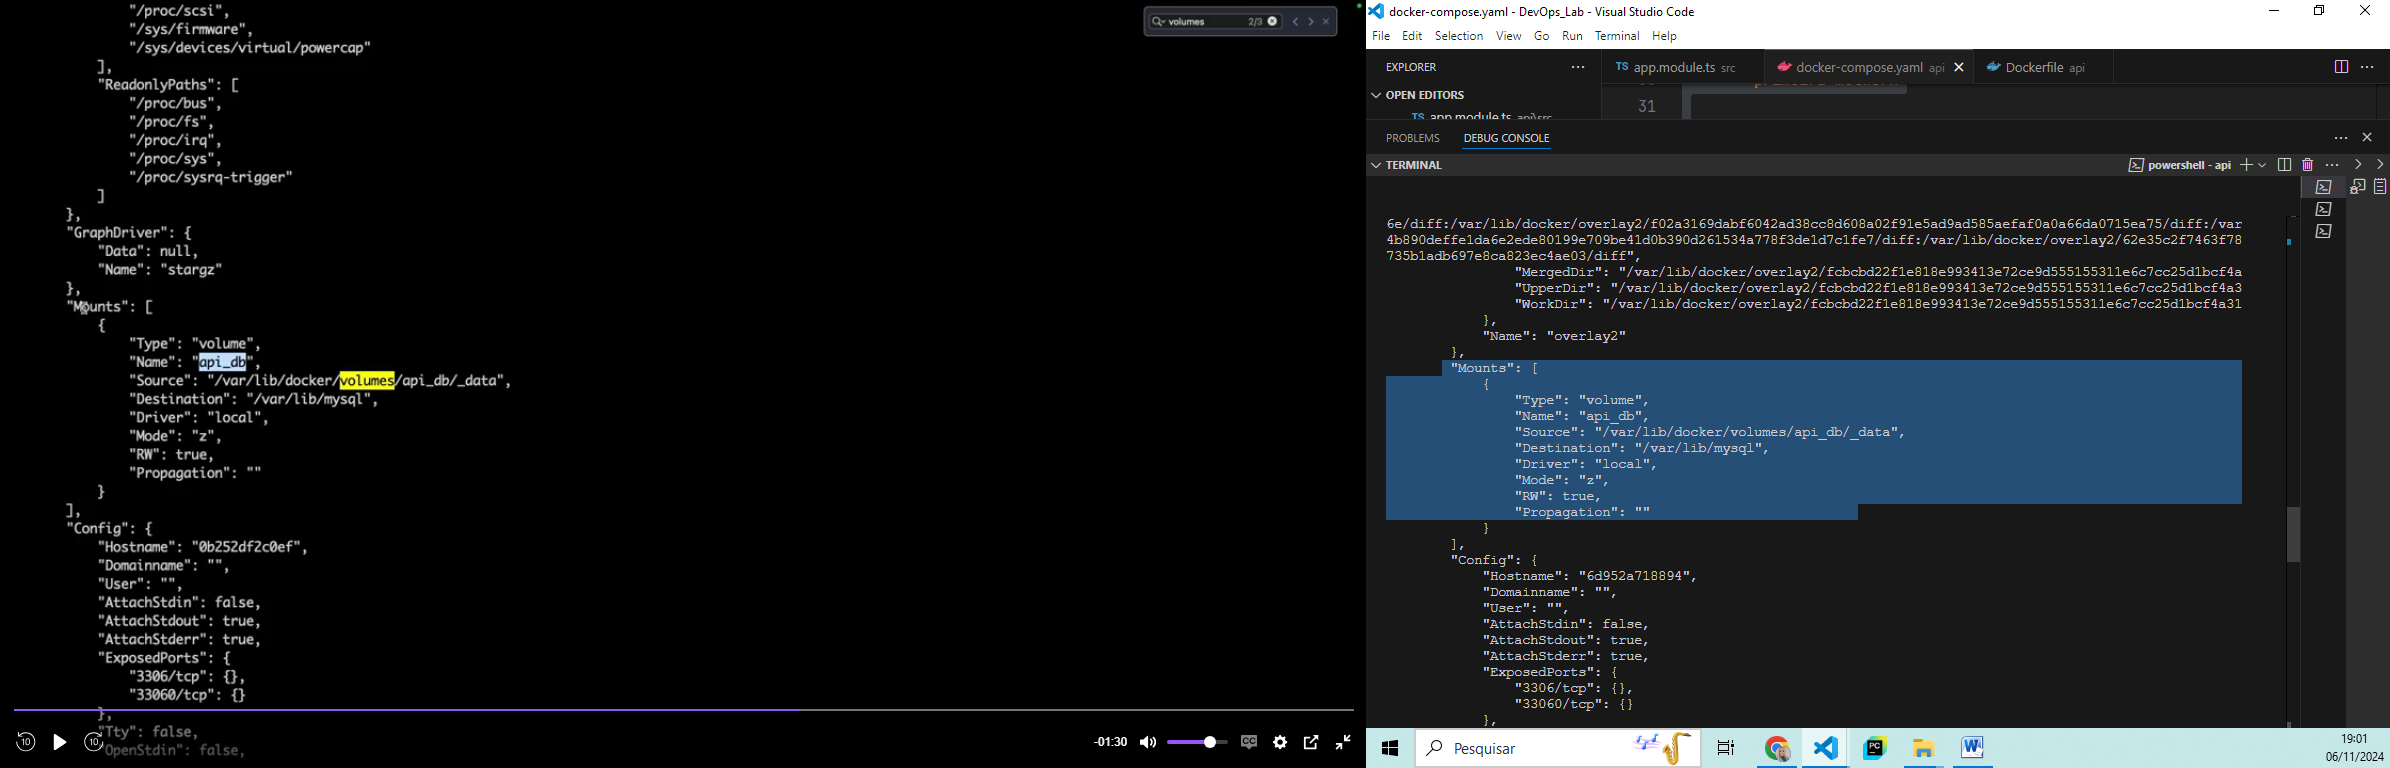 "/proc/scsi",
"/sys/firmware",
"/sys/devices/virtual/powercap"
],
"ReadonlyPaths": [
"/proc/bus",
"/proc/fs",
"/proc/irq",
"/proc/sys",
"/proc/sysrq-trigger"
]
},
"GraphDriver": {
"Data": null,
"Name": "stargz"
},
"Mounts": [
{
"Type": "volume",
"Name": "api_db",
"Source": "/var/lib/docker/volumes/api_db/_data",
"Destination": "/var/lib/mysql",
"Driver": "local",
"Mode": "z",
"RW": true,
"Propagation": ""
}
],
"Config": {
"Hostname": "0b252df2c0ef",
"Domainname": "",
"User": "",
"AttachStdin": false,
"AttachStdout": true,
"AttachStderr": true,
"ExposedPorts": {
"3306/tcp": {},
"33060/tcp": {}
},
"Tty": false,
"OpenStdin": false,
volumes 2/3
10
10
-01:30
CC
docker-compose.yaml - DevOps_Lab - Visual Studio Code
File Edit Selection View Go Run Terminal Help
EXPLORER
OPEN EDITORS
TS app.module.ts api\src
TS app.module.ts src
docker-compose.yaml api
Dockerfile api
31
PROBLEMS DEBUG CONSOLE
TERMINAL
powershell - api
6e/diff:/var/lib/docker/overlay2/f02a3169dabf6042ad38cc8d608a02f91e5ad9ad585aefaf0a0a66da0715ea75/diff:/var
4b890deffe1da6e2ede80199e709be41d0b390d261534a778f3de1d7c1fe7/diff:/var/lib/docker/overlay2/62e35c2f7463f78
735b1adb697e8ca823ec4ae03/diff",
"MergedDir": "/var/lib/docker/overlay2/fcbcbd22f1e818e993413e72ce9d555155311e6c7cc25d1bcf4a
"UpperDir": "/var/lib/docker/overlay2/fcbcbd22f1e818e993413e72ce9d555155311e6c7cc25d1bcf4a3
"WorkDir": "/var/lib/docker/overlay2/fcbcbd22f1e818e993413e72ce9d555155311e6c7cc25d1bcf4a31
},
"Name": "overlay2"
},
"Mounts": [
{
"Type": "volume",
"Name": "api_db",
"Source": "/var/lib/docker/volumes/api_db/_data",
"Destination": "/var/lib/mysql",
"Driver": "local",
"Mode": "z",
"RW": true,
"Propagation": ""
}
],
"Config": {
"Hostname": "6d952a718894",
"Domainname": "",
"User": "",
"AttachStdin": false,
"AttachStdout": true,
"AttachStderr": true,
"ExposedPorts": {
"3306/tcp": {},
"33060/tcp": {}
},
Pesquisar
PC
W
19:01
06/11/2024